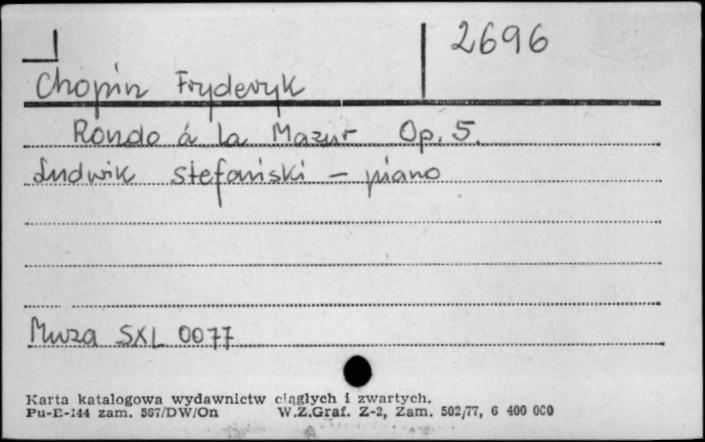 2696
Chopin Fryderyk
Rondo á la Mazur Op. 5.
Ludwik Stefański – piano
Muza SXL 0077
Karta katalogowa wydawnictw ciągłych i zwartych.
Pu-E-144 zam. 567/DW/On W.Z.Graf. Z-2, Zam. 502/77, 6 400 000